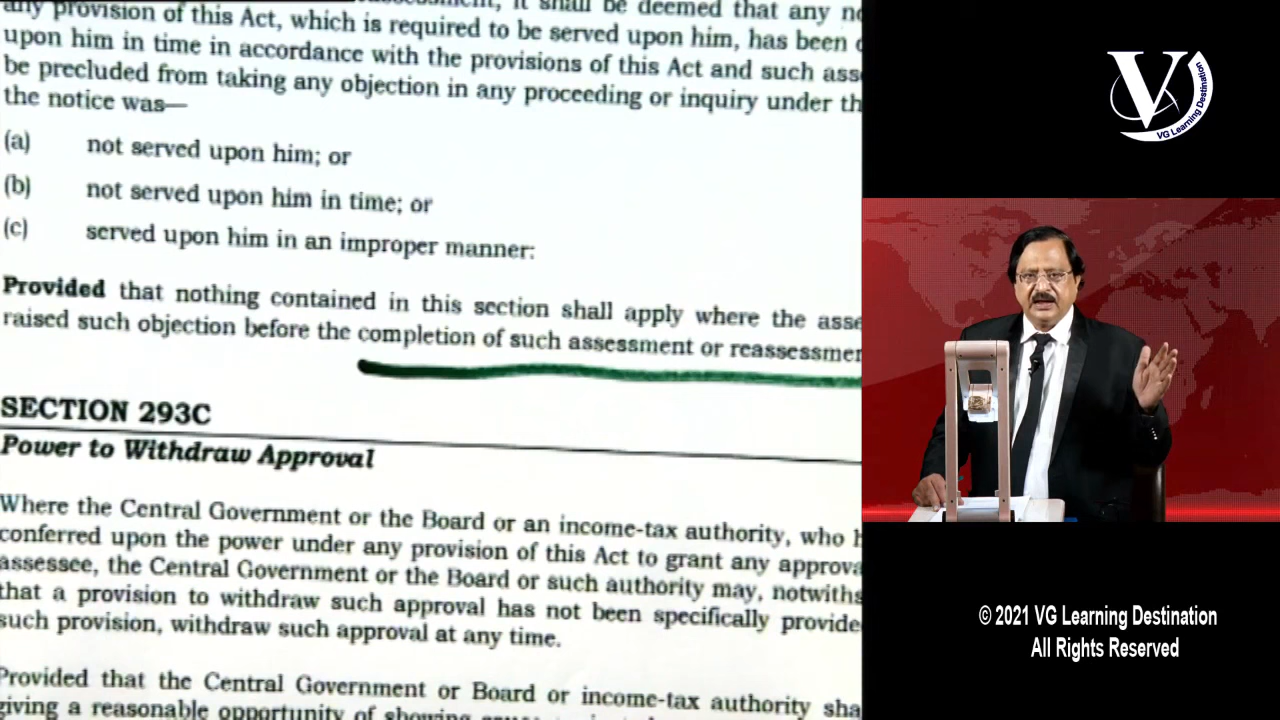 any provision of this Act, which is required to be served upon him, has been
upon him in time in accordance with the provisions of this Act and such
be precluded from taking any objection in any proceeding or inquiry under
the notice was—
(a) not served upon him; or
(b) not served upon him in time; or
(c) served upon him in an improper manner:
Provided that nothing contained in this section shall apply where the
raised such objection before the completion of such assessment or
SECTION 293C
Power to Withdraw Approval
Where the Central Government or the Board or an income-tax authority, who
conferred upon the power under any provision of this Act to grant any
assessee, the Central Government or the Board or such authority may,
that a provision to withdraw such approval has not been specifically
such provision, withdraw such approval at any time.
Provided that the Central Government or Board or income-tax authority
giving a reasonable opportunity of showing
V
VG Learning Destination
© 2021 VG Learning Destination
All Rights Reserved